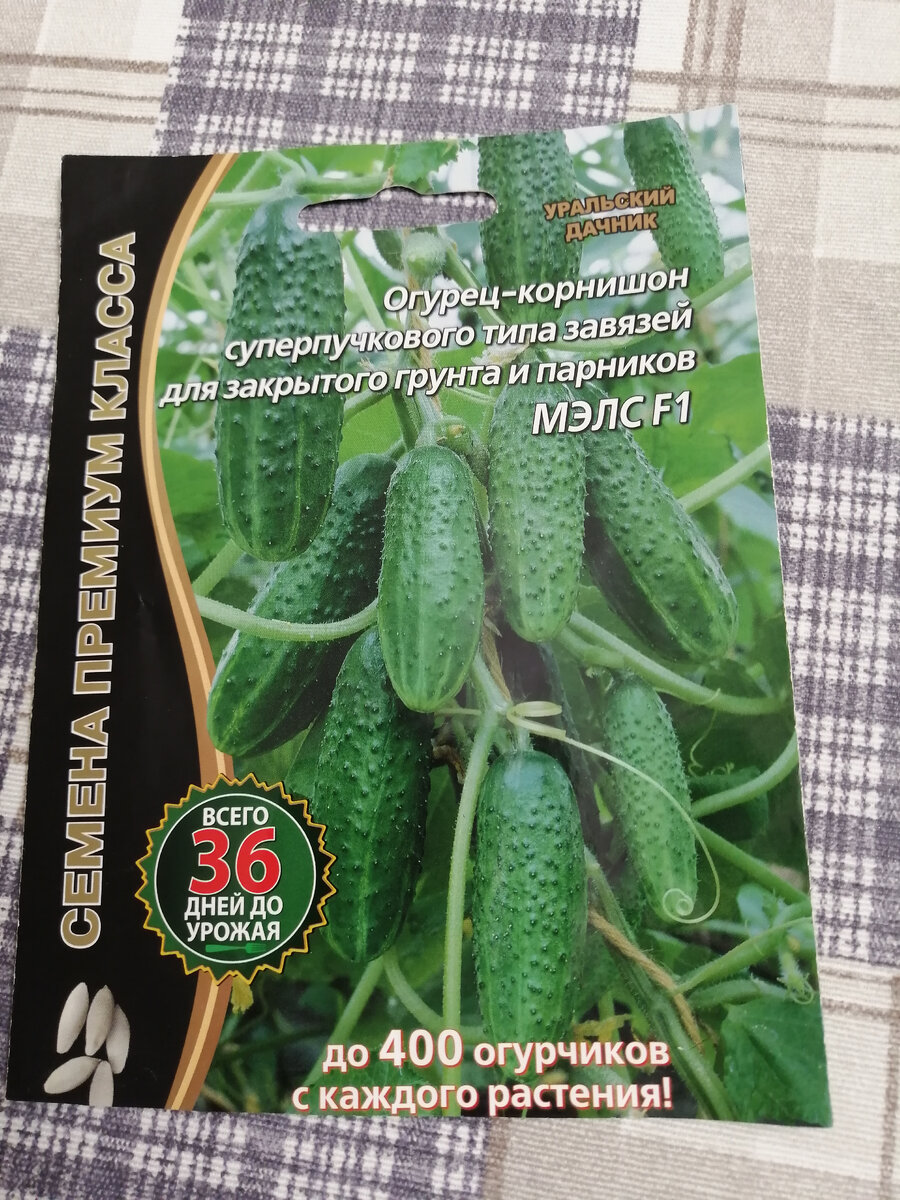 УРАЛЬСКИЙ
ДАЧНИК
Огурец-корнишон
суперпучкового типа завязей
для закрытого грунта и парников
МЭЛС F1
СЕМЕНА ПРЕМИУМ КЛАССА
ВСЕГО
36
ДНЕЙ ДО
УРОЖАЯ
до 400 огурчиков
с каждого растения!